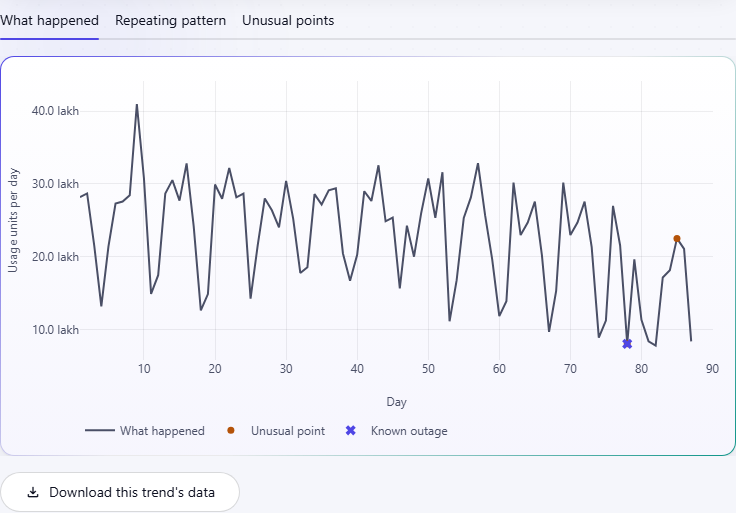 What happened Repeating pattern Unusual points
Usage units per day
40.0 lakh
30.0 lakh
20.0 lakh
10.0 lakh
10 20 30 40 50 60 70 80 90
Day
What happened Unusual point Known outage
Download this trend's data